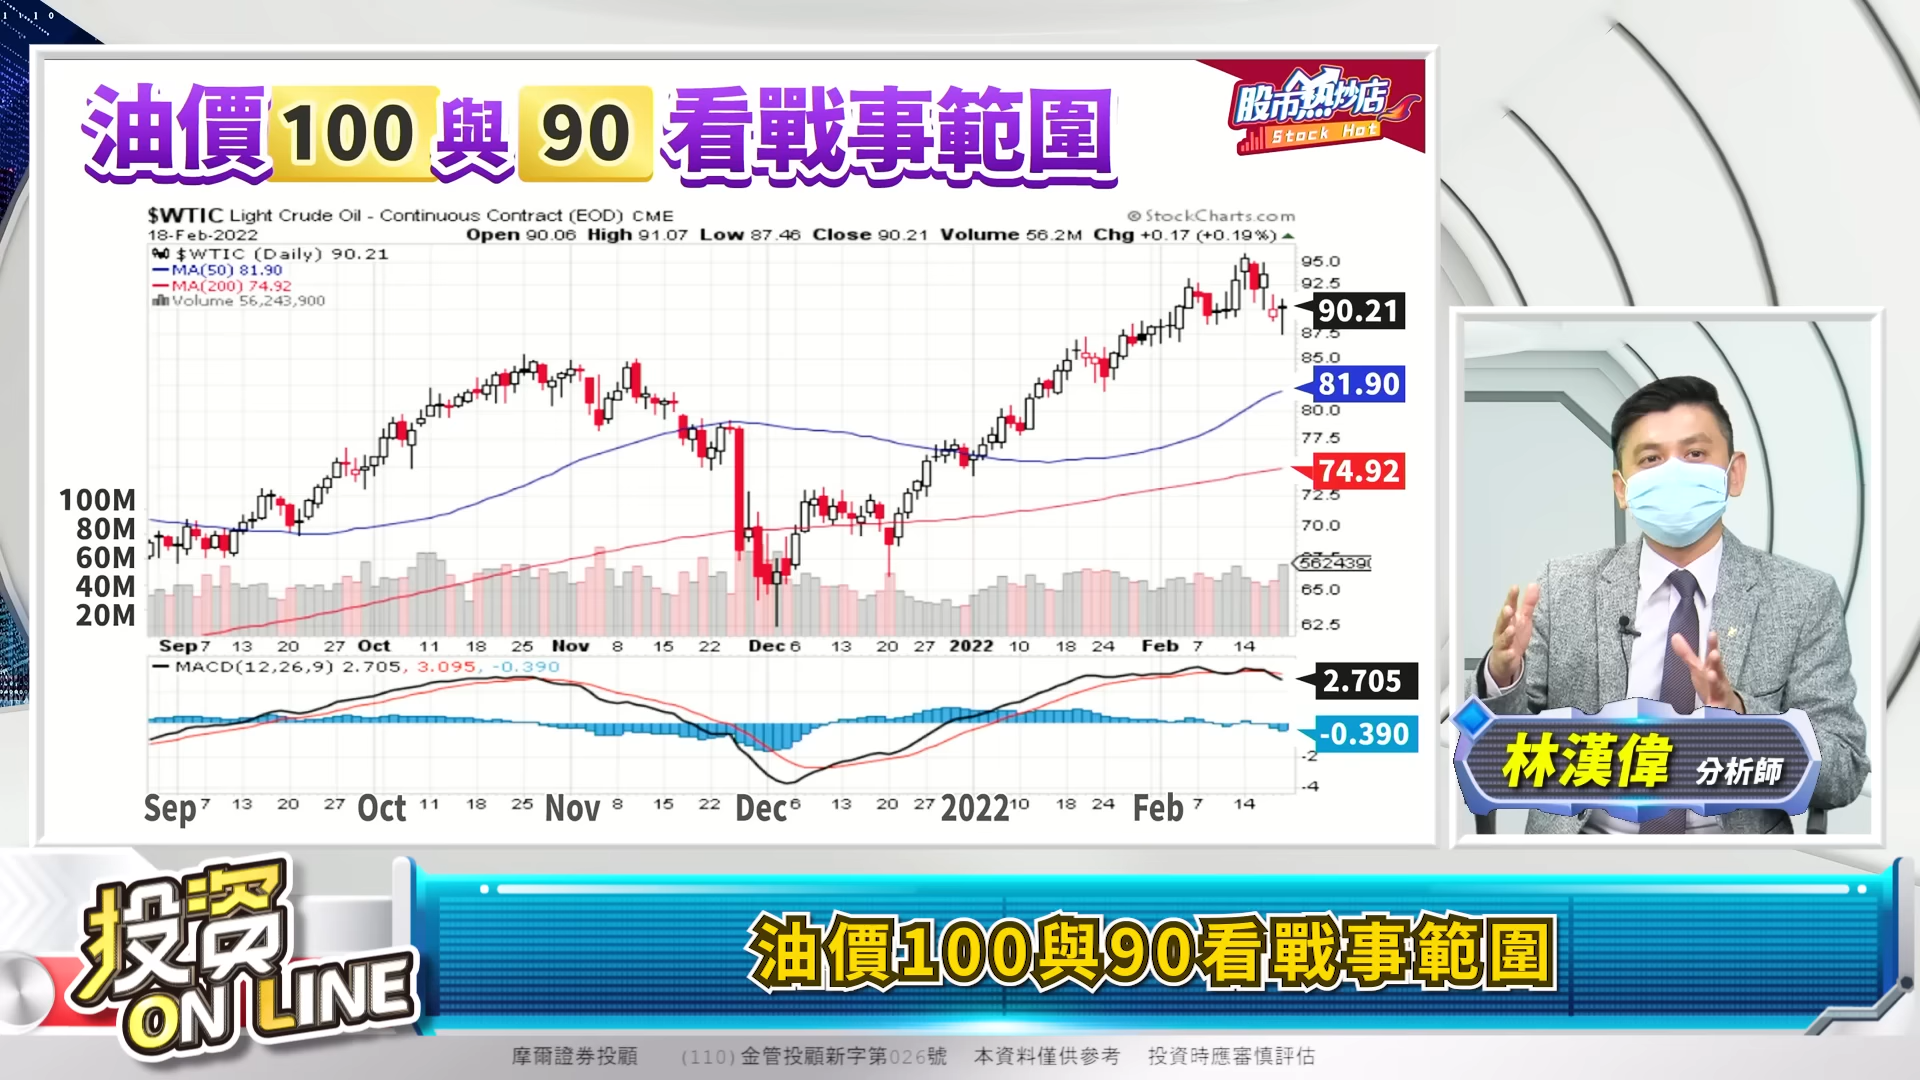 油價100與90看戰事範圍
股市熱炒店
Stock Hot
$WTIC Light Crude Oil - Continuous Contract (EOD) CME
© StockCharts.com
18-Feb-2022
Open 90.06 High 91.07 Low 87.46 Close 90.21 Volume 56.2M Chg +0.17 (+0.19%)
$WTIC (Daily) 90.21
MA(50) 81.90
MA(200) 74.92
Volume 56,243,900
95.0
92.5
90.21
87.5
85.0
81.90
80.0
77.5
74.92
72.5
70.0
67.5
5624390
65.0
62.5
100M
80M
60M
40M
20M
Sep 7 13 20 27 Oct 11 18 25 Nov 8 15 22 Dec 6 13 20 27 2022 10 18 24 Feb 7 14
MACD(12,26,9) 2.705, 3.095, -0.390
2.705
-0.390
-2
-4
Sep 7 13 20 27 Oct 11 18 25 Nov 8 15 22 Dec 6 13 20 27 2022 10 18 24 Feb 7 14
林漢偉 分析師
投資
ON LINE
油價100與90看戰事範圍
摩爾證券投顧 (110)金管投顧新字第026號 本資料僅供參考 投資時應審慎評估